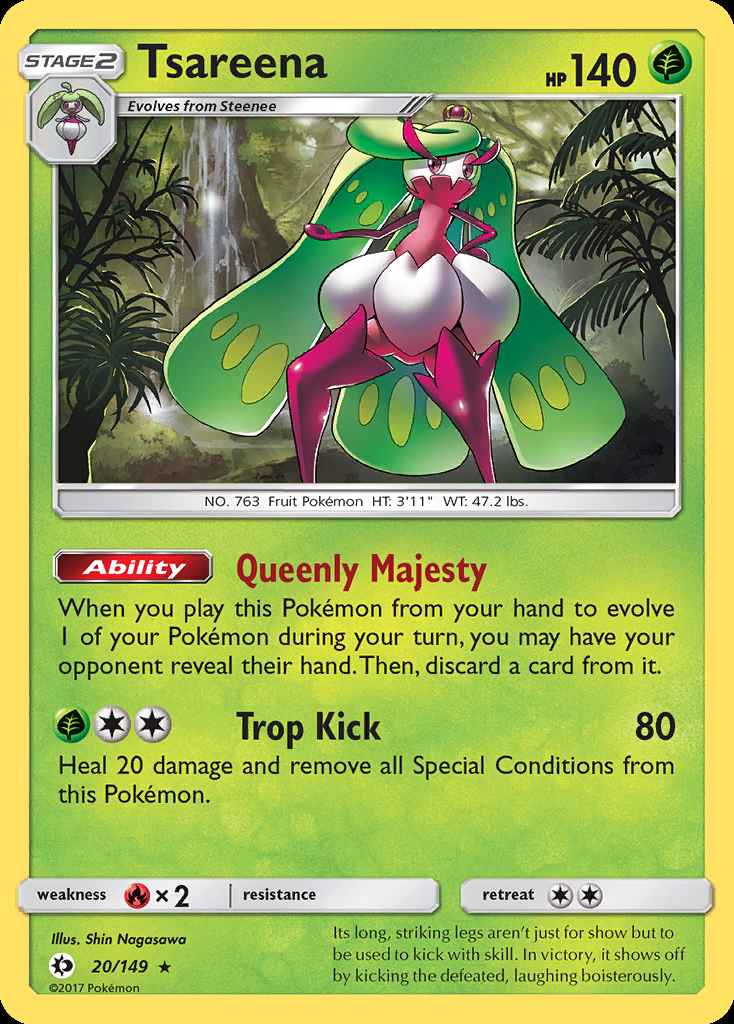 STAGE2
Tsareena
HP 140
Evolves from Steenee
NO. 763 Fruit Pokémon HT: 3'11" WT: 47.2 lbs.
Ability Queenly Majesty
When you play this Pokémon from your hand to evolve
1 of your Pokémon during your turn, you may have your
opponent reveal their hand. Then, discard a card from it.
Trop Kick 80
Heal 20 damage and remove all Special Conditions from
this Pokémon.
weakness ×2 resistance retreat
Illus. Shin Nagasawa
20/149 ★
©2017 Pokémon
Its long, striking legs aren't just for show but to
be used to kick with skill. In victory, it shows off
by kicking the defeated, laughing boisterously.